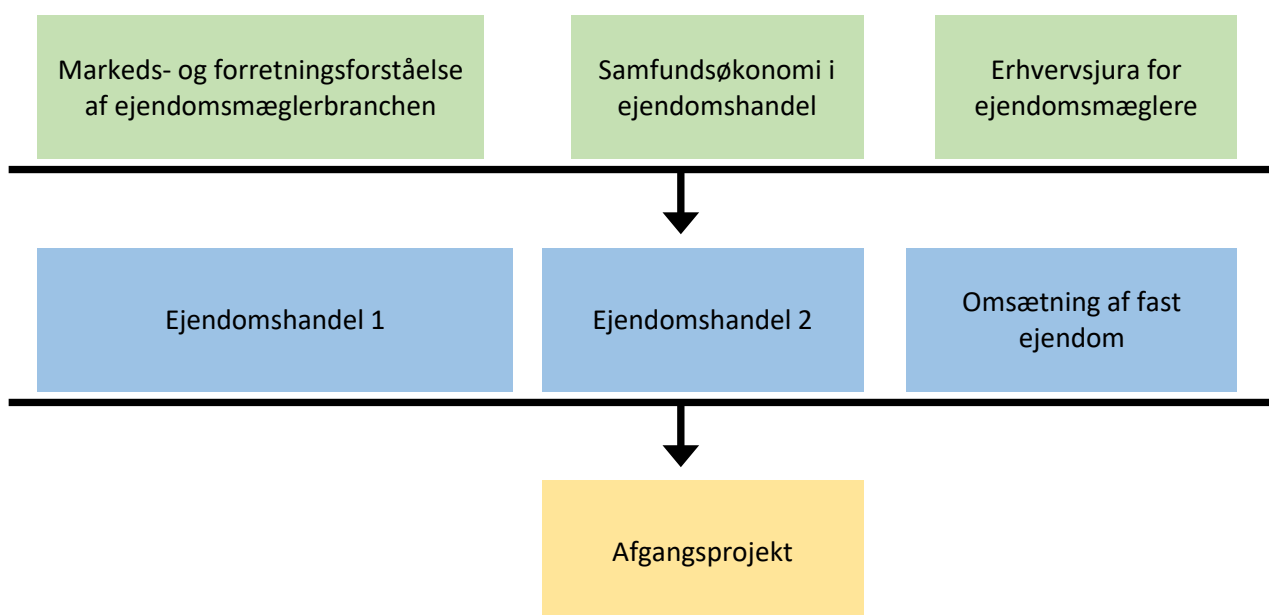 Markeds- og forretningsforståelse
af ejendomsmæglerbranchen
Samfundsøkonomi i
ejendomshandel
Erhvervsjura for
ejendomsmæglere
Ejendomshandel 1
Ejendomshandel 2
Omsætning af fast
ejendom
Afgangsprojekt